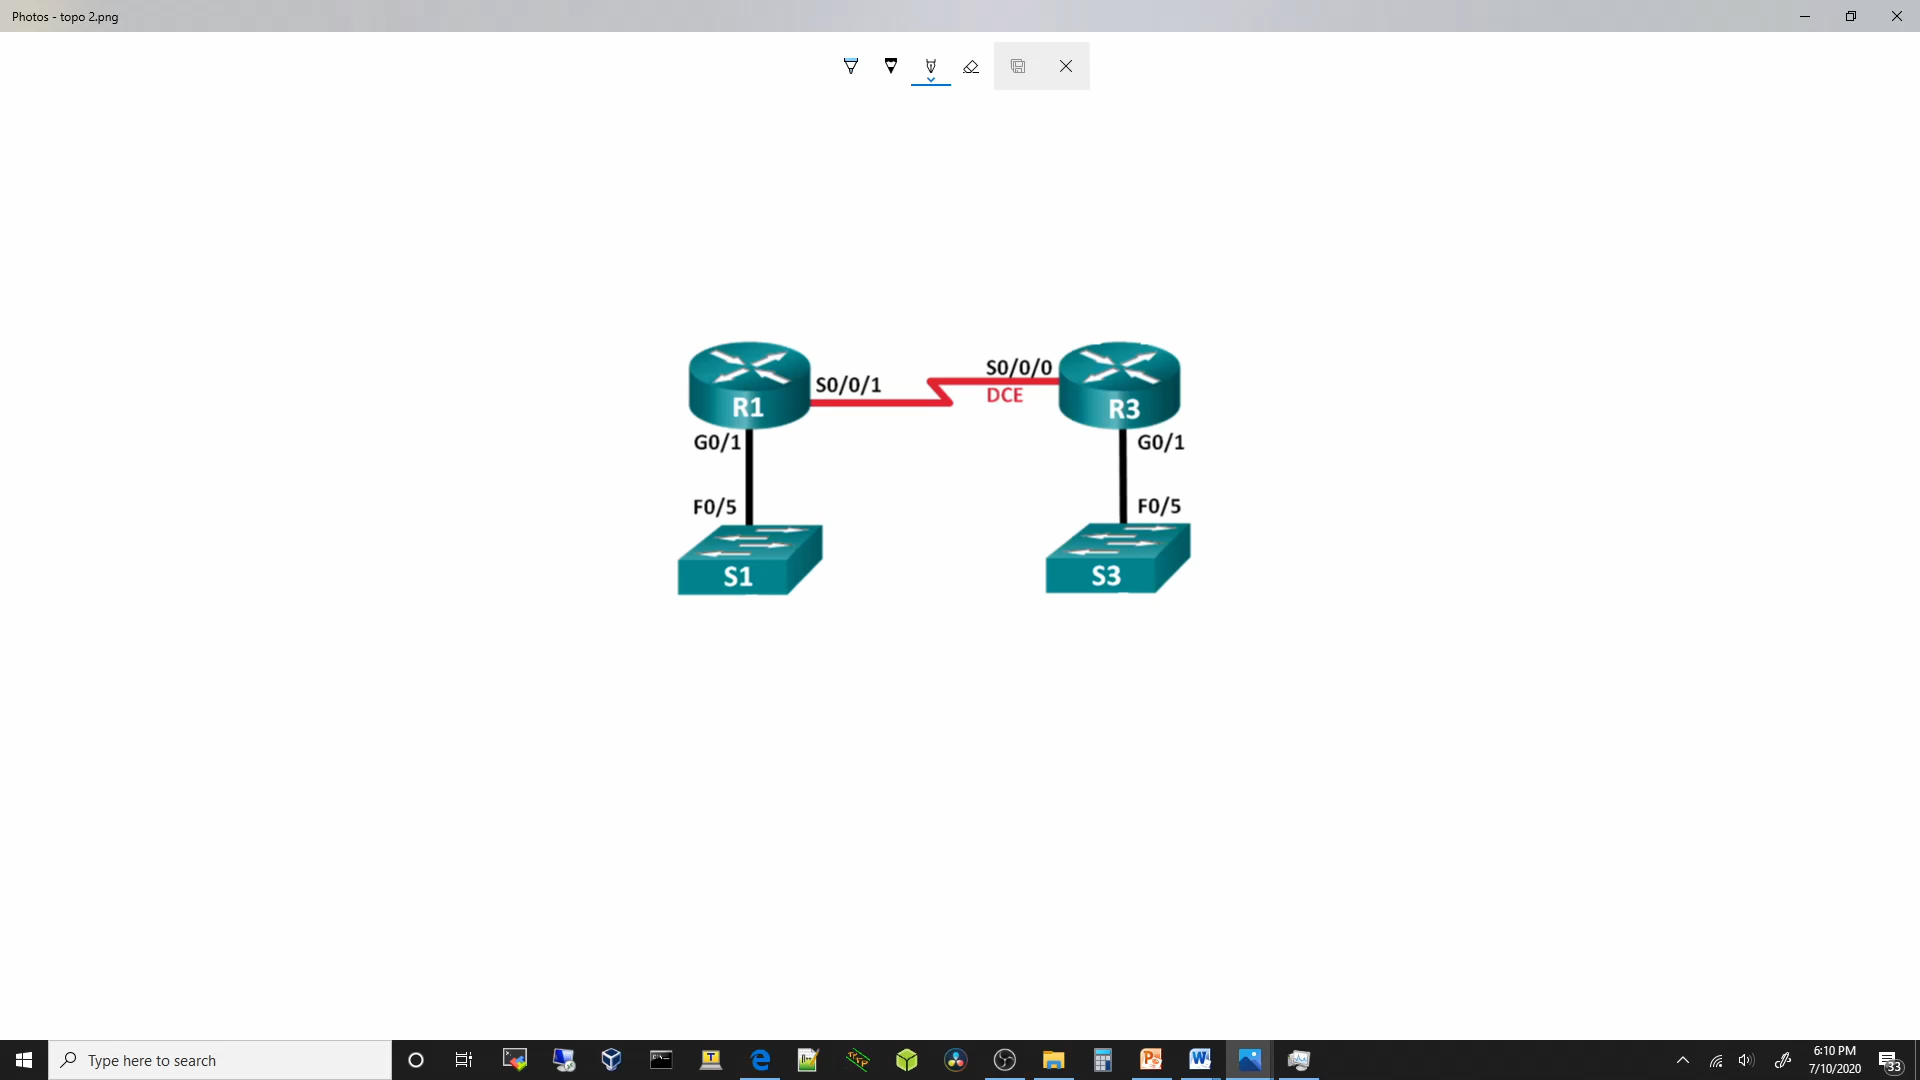 Photos - topo 2.png
S0/0/0
S0/0/1
DCE
R1
R3
G0/1
G0/1
F0/5
F0/5
S1
S3
Type here to search
6:10 PM
7/10/2020
33